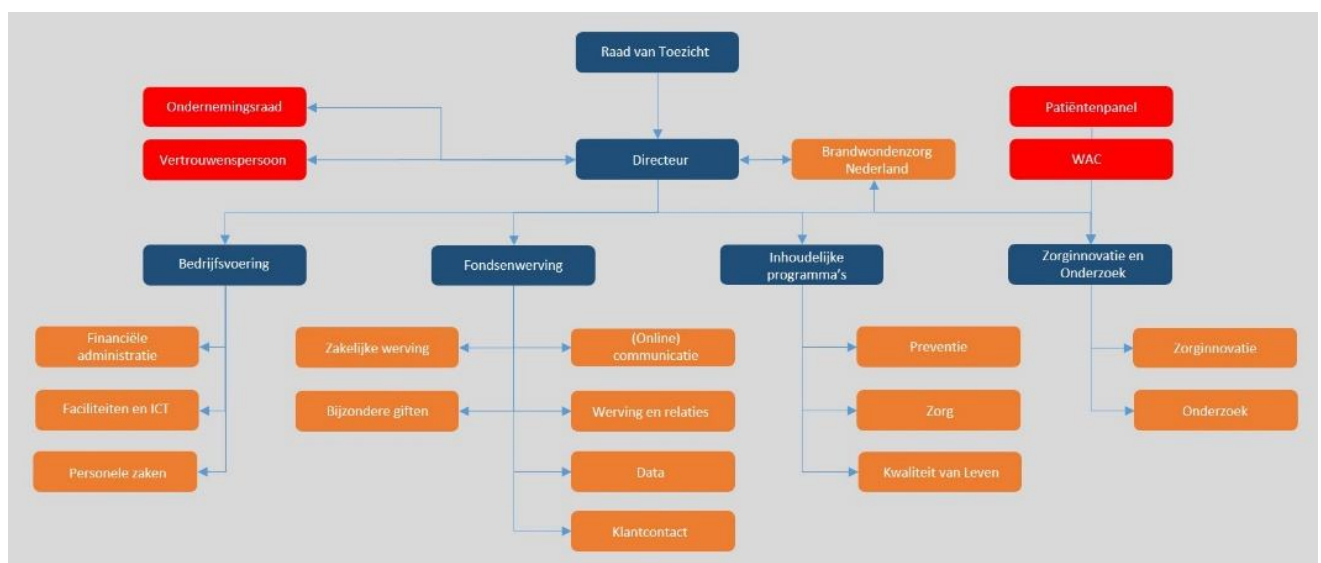 Raad van Toezicht
Ondernemingsraad
Patiëntenpanel
Vertrouwenspersoon
Directeur
Brandwondenzorg
Nederland
WAC
Bedrijfsvoering
Fondsenwerving
Inhoudelijke
programma's
Zorginnovatie en
Onderzoek
Financiële
administratie
Zakelijke werving
(Online)
communicatie
Preventie
Zorginnovatie
Faciliteiten en ICT
Bijzondere giften
Werving en relaties
Zorg
Onderzoek
Personele zaken
Data
Kwaliteit van Leven
Klantcontact